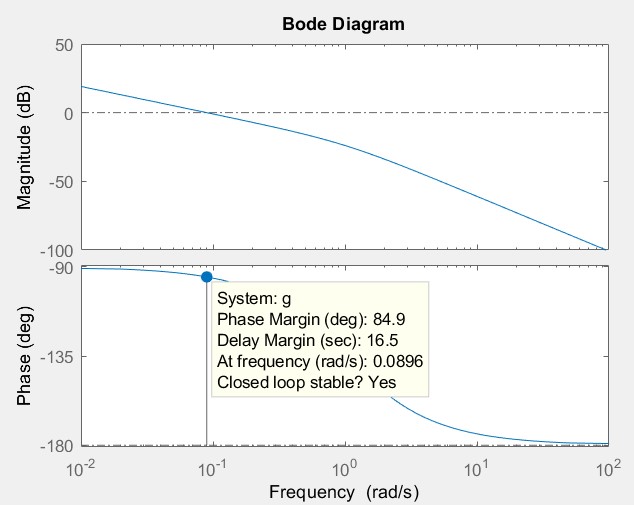 Bode Diagram
50
0
-50
-100
Magnitude (dB)
-90
-135
-180
Phase (deg)
System: g
Phase Margin (deg): 84.9
Delay Margin (sec): 16.5
At frequency (rad/s): 0.0896
Closed loop stable? Yes
10^-2 10^-1 10^0 10^1 10^2
Frequency (rad/s)